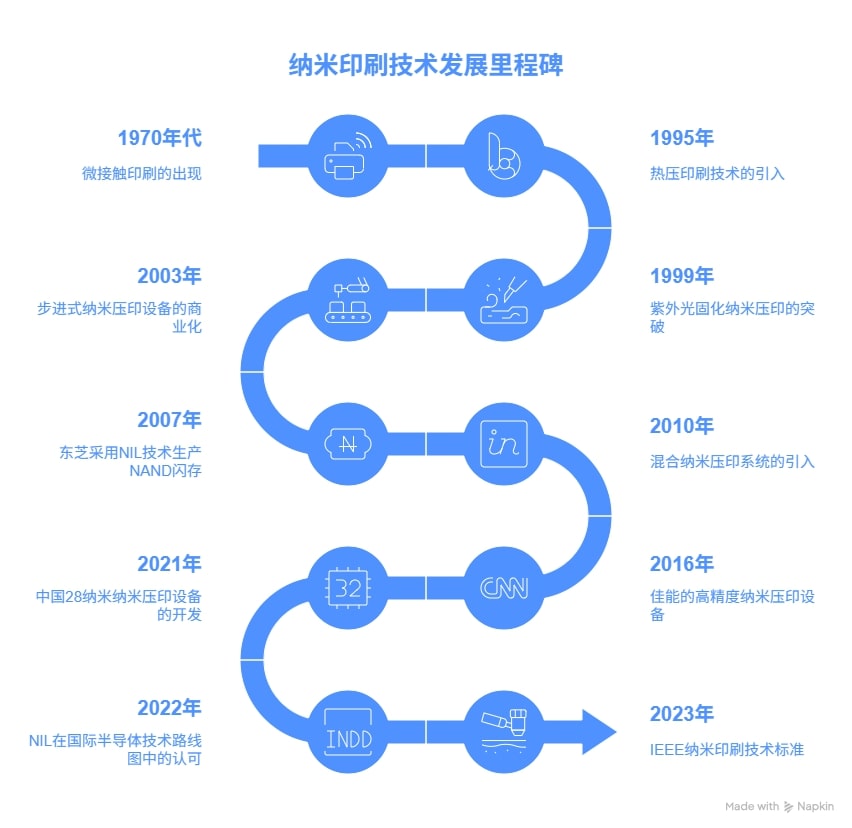 纳米印刷技术发展里程碑
1970年代
微接触印刷的出现
1995年
热压印刷技术的引入
1999年
紫外光固化纳米压印的突
破
2003年
步进式纳米压印设备的商
业化
2007年
东芝采用NIL技术生产
NAND闪存
N
2010年
混合纳米压印系统的引入
in
2016年
佳能的高精度纳米压印设
备
CNN
2021年
中国28纳米纳米压印设备
的开发
32
2022年
NIL在国际半导体技术路线
图中的认可
INDD
2023年
IEEE纳米印刷技术标准
Made with Napkin